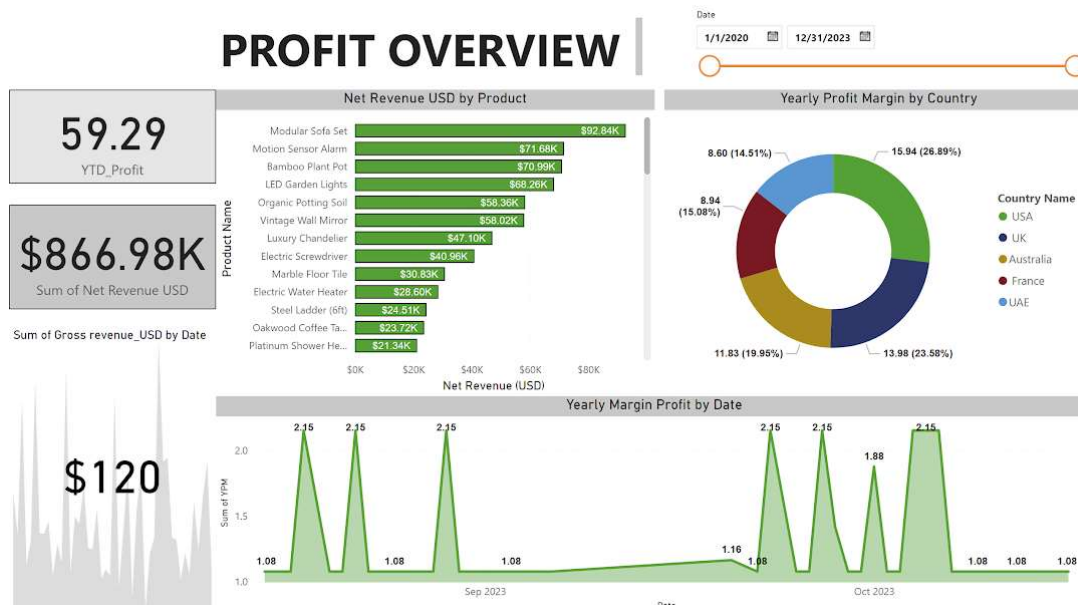 PROFIT OVERVIEW
Date
1/1/2020
12/31/2023
59.29
YTD_Profit
$866.98K
Sum of Net Revenue USD
Sum of Gross revenue_USD by Date
$120
Net Revenue USD by Product
Product Name
Modular Sofa Set
$92.84K
Motion Sensor Alarm
$71.68K
Bamboo Plant Pot
$70.99K
LED Garden Lights
$68.26K
Organic Potting Soil
$58.36K
Vintage Wall Mirror
$58.02K
Luxury Chandelier
$47.10K
Electric Screwdriver
$40.96K
Marble Floor Tile
$30.83K
Electric Water Heater
$28.60K
Steel Ladder (6ft)
$24.51K
Oakwood Coffee Ta...
$23.72K
Platinum Shower He...
$21.34K
$0K
$20K
$40K
$60K
$80K
Net Revenue (USD)
Yearly Profit Margin by Country
8.60 (14.51%)
15.94 (26.89%)
8.94
(15.08%)
11.83 (19.95%)
13.98 (23.58%)
Country Name
USA
UK
Australia
France
UAE
Yearly Margin Profit by Date
Sum of YPM
2.0
1.5
1.0
1.08
2.15
2.15
1.08
2.15
1.08
1.16
1.08
2.15
2.15
1.88
2.15
1.08
1.08
1.08
Sep 2023
Oct 2023
Date